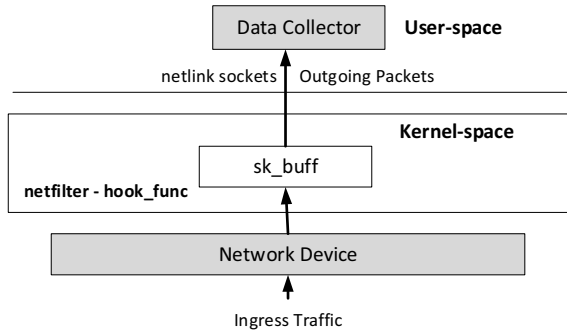 Data Collector User-space
netlink sockets Outgoing Packets
Kernel-space
sk_buff
netfilter - hook_func
Network Device
Ingress Traffic